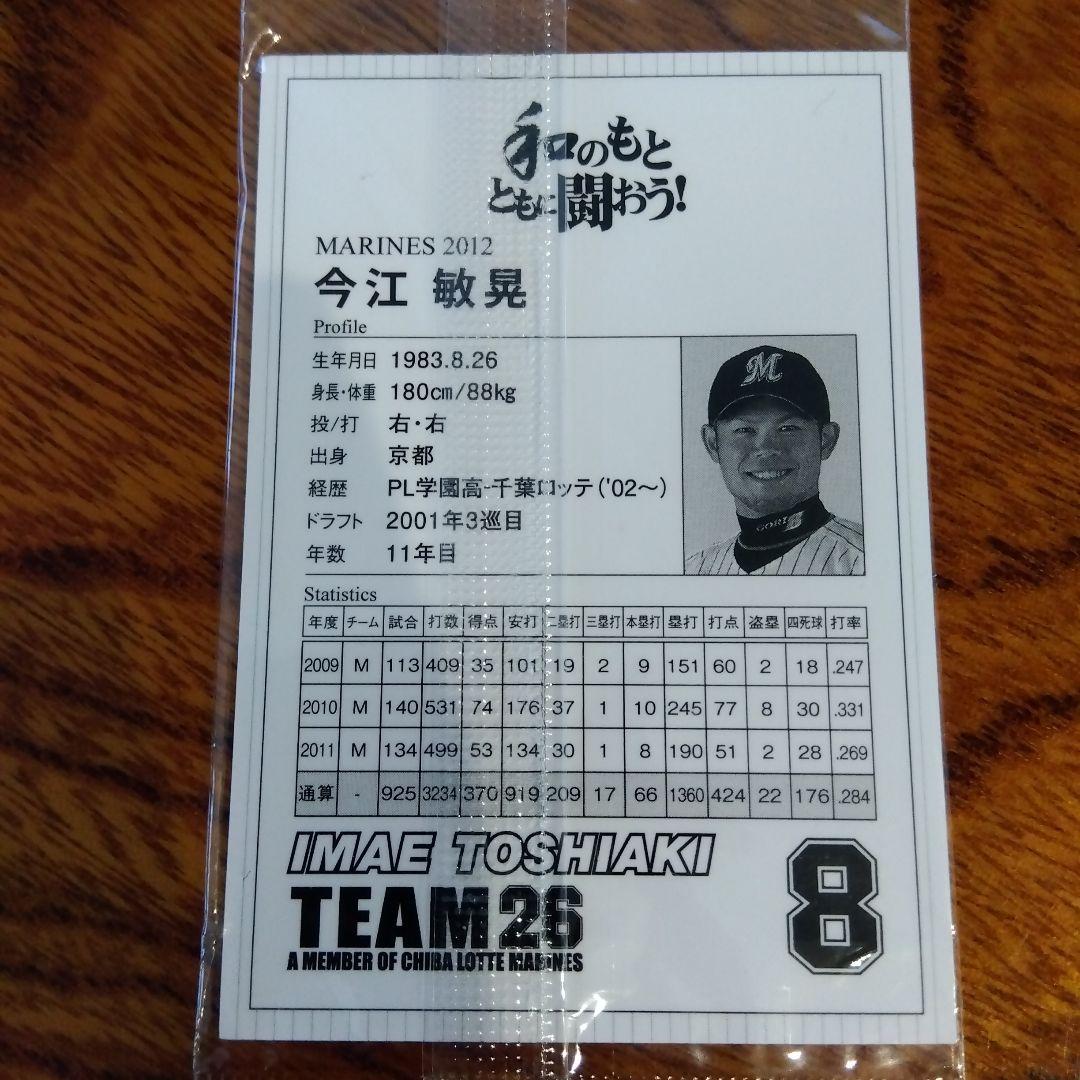 和のもと
ともに闘おう!
MARINES 2012
今江 敏晃
Profile
生年月日 1983.8.26
身長・体重 180cm/88kg
投/打 右・右
出身 京都
経歴 PL学園高-千葉ロッテ('02～)
ドラフト 2001年3巡目
年数 11年目
M
GORI
Statistics
年度 チーム 試合 打数 得点 安打 二塁打 三塁打 本塁打 塁打 打点 盗塁 四死球 打率
2009 M 113 409 35 101 19 2 9 151 60 2 18 .247
2010 M 140 531 74 176 37 1 10 245 77 8 30 .331
2011 M 134 499 53 134 30 1 8 190 51 2 28 .269
通算 - 925 3234 370 919 209 17 66 1360 424 22 176 .284
IMAE TOSHIAKI
TEAM 26
A MEMBER OF CHIBA LOTTE MARINES
8